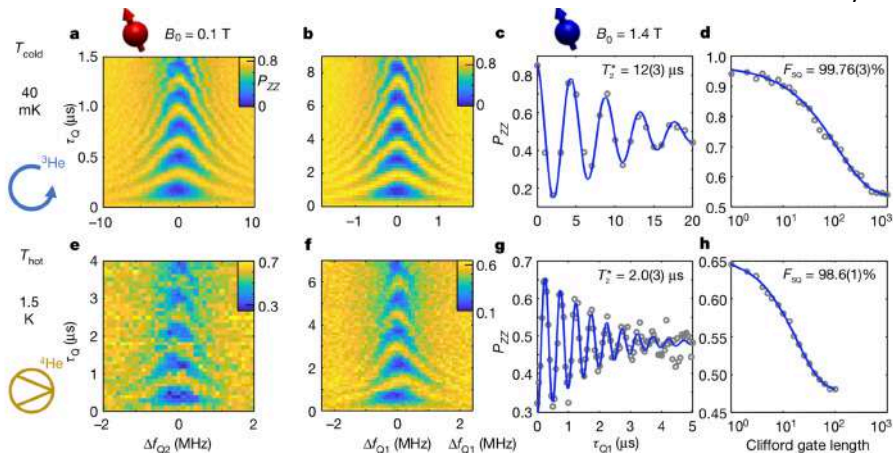 B₀ = 0.1 T
B₀ = 1.4 T
T_cold
40
mK
³He
a
τ_Q (μs)
1.5
1.0
0.5
0
−10
0
10
0.8
P_ZZ
0
b
8
6
4
2
0
−1
0
1
0.8
0
c
T₂* = 12(3) μs
P_ZZ
0.8
0.6
0.4
0.2
0
5
10
15
20
d
F_SQ = 99.76(3)%
1.0
0.9
0.8
0.7
0.6
0.5
10⁰
10¹
10²
10³
T_hot
1.5
K
⁴He
e
τ_Q (μs)
4
3
2
1
0
−2
0
2
Δf_Q2 (MHz)
0.7
0.3
f
6
4
2
0
−2
0
2
Δf_Q1 (MHz)
Δf_Q1 (MHz)
0.6
0.1
g
T₂* = 2.0(3) μs
P_ZZ
0.7
0.6
0.5
0.4
0.3
0
1
2
3
4
5
τ_Q1 (μs)
h
F_SQ = 98.6(1)%
0.65
0.60
0.55
0.50
0.45
10⁰
10¹
10²
10³
Clifford gate length